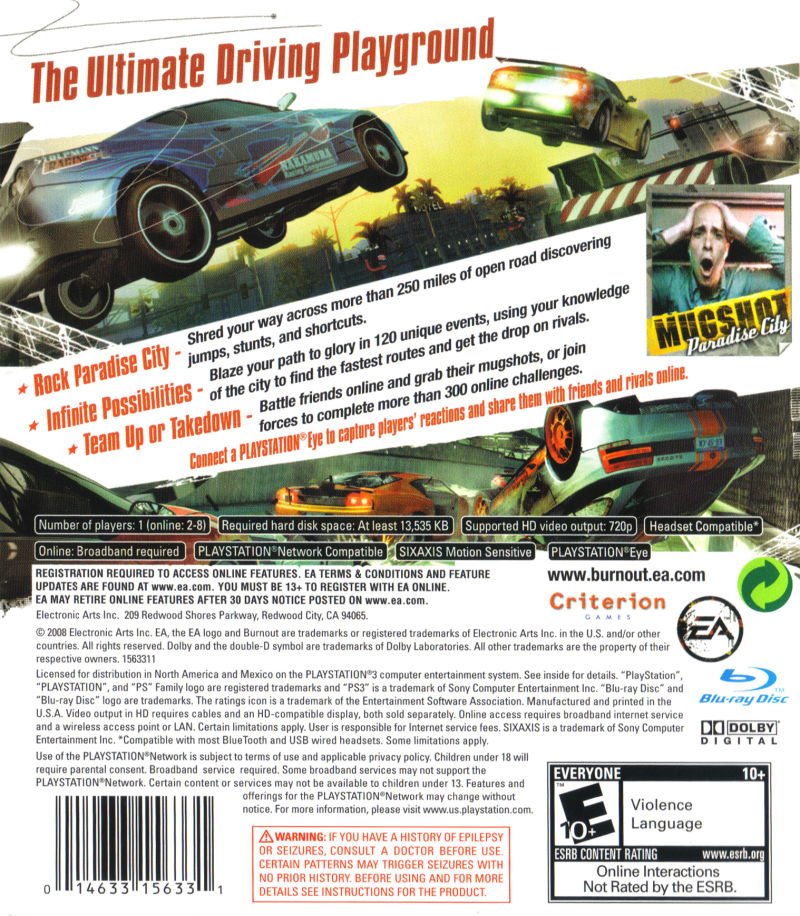 The Ultimate Driving Playground
NAKAMURA
Racing Components
HOTEL
MUGSHOT
Paradise City
★ Rock Paradise City - Shred your way across more than 250 miles of open road discovering
jumps, stunts, and shortcuts.
★ Infinite Possibilities - Blaze your path to glory in 120 unique events, using your knowledge
of the city to find the fastest routes and get the drop on rivals.
★ Team Up or Takedown - Battle friends online and grab their mugshots, or join
forces to complete more than 300 online challenges.
Connect a PLAYSTATION®Eye to capture players' reactions and share them with friends and rivals online.
Number of players: 1 (online: 2-8)
Required hard disk space: At least 13,535 KB
Supported HD video output: 720p
Headset Compatible*
Online: Broadband required
PLAYSTATION®Network Compatible
SIXAXIS Motion Sensitive
PLAYSTATION®Eye
REGISTRATION REQUIRED TO ACCESS ONLINE FEATURES. EA TERMS & CONDITIONS AND FEATURE
UPDATES ARE FOUND AT www.ea.com. YOU MUST BE 13+ TO REGISTER WITH EA ONLINE.
EA MAY RETIRE ONLINE FEATURES AFTER 30 DAYS NOTICE POSTED ON www.ea.com.
www.burnout.ea.com
Criterion
GAMES
EA
Electronic Arts Inc. 209 Redwood Shores Parkway, Redwood City, CA 94065.
© 2008 Electronic Arts Inc. EA, the EA logo and Burnout are trademarks or registered trademarks of Electronic Arts Inc. in the U.S. and/or other
countries. All rights reserved. Dolby and the double-D symbol are trademarks of Dolby Laboratories. All other trademarks are the property of their
respective owners. 1563311
Licensed for distribution in North America and Mexico on the PLAYSTATION®3 computer entertainment system. See inside for details. “PlayStation”,
“PLAYSTATION”, and “PS” Family logo are registered trademarks and “PS3” is a trademark of Sony Computer Entertainment Inc. “Blu-ray Disc” and
“Blu-ray Disc” logo are trademarks. The ratings icon is a trademark of the Entertainment Software Association. Manufactured and printed in the
U.S.A. Video output in HD requires cables and an HD-compatible display, both sold separately. Online access requires broadband internet service
and a wireless access point or LAN. Certain limitations apply. User is responsible for Internet service fees. SIXAXIS is a trademark of Sony Computer
Entertainment Inc. *Compatible with most BlueTooth and USB wired headsets. Some limitations apply.
Blu-ray Disc™
DOLBY
DIGITAL
Use of the PLAYSTATION®Network is subject to terms of use and applicable privacy policy. Children under 18 will
require parental consent. Broadband service required. Some broadband services may not support the
PLAYSTATION®Network. Certain content or services may not be available to children under 13. Features and
offerings for the PLAYSTATION®Network may change without
notice. For more information, please visit www.us.playstation.com.
0 14633 15633 1
⚠WARNING: IF YOU HAVE A HISTORY OF EPILEPSY
OR SEIZURES, CONSULT A DOCTOR BEFORE USE.
CERTAIN PATTERNS MAY TRIGGER SEIZURES WITH
NO PRIOR HISTORY. BEFORE USING AND FOR MORE
DETAILS SEE INSTRUCTIONS FOR THE PRODUCT.
EVERYONE 10+
E
10+
™
Violence
Language
ESRB CONTENT RATING www.esrb.org
Online Interactions
Not Rated by the ESRB.